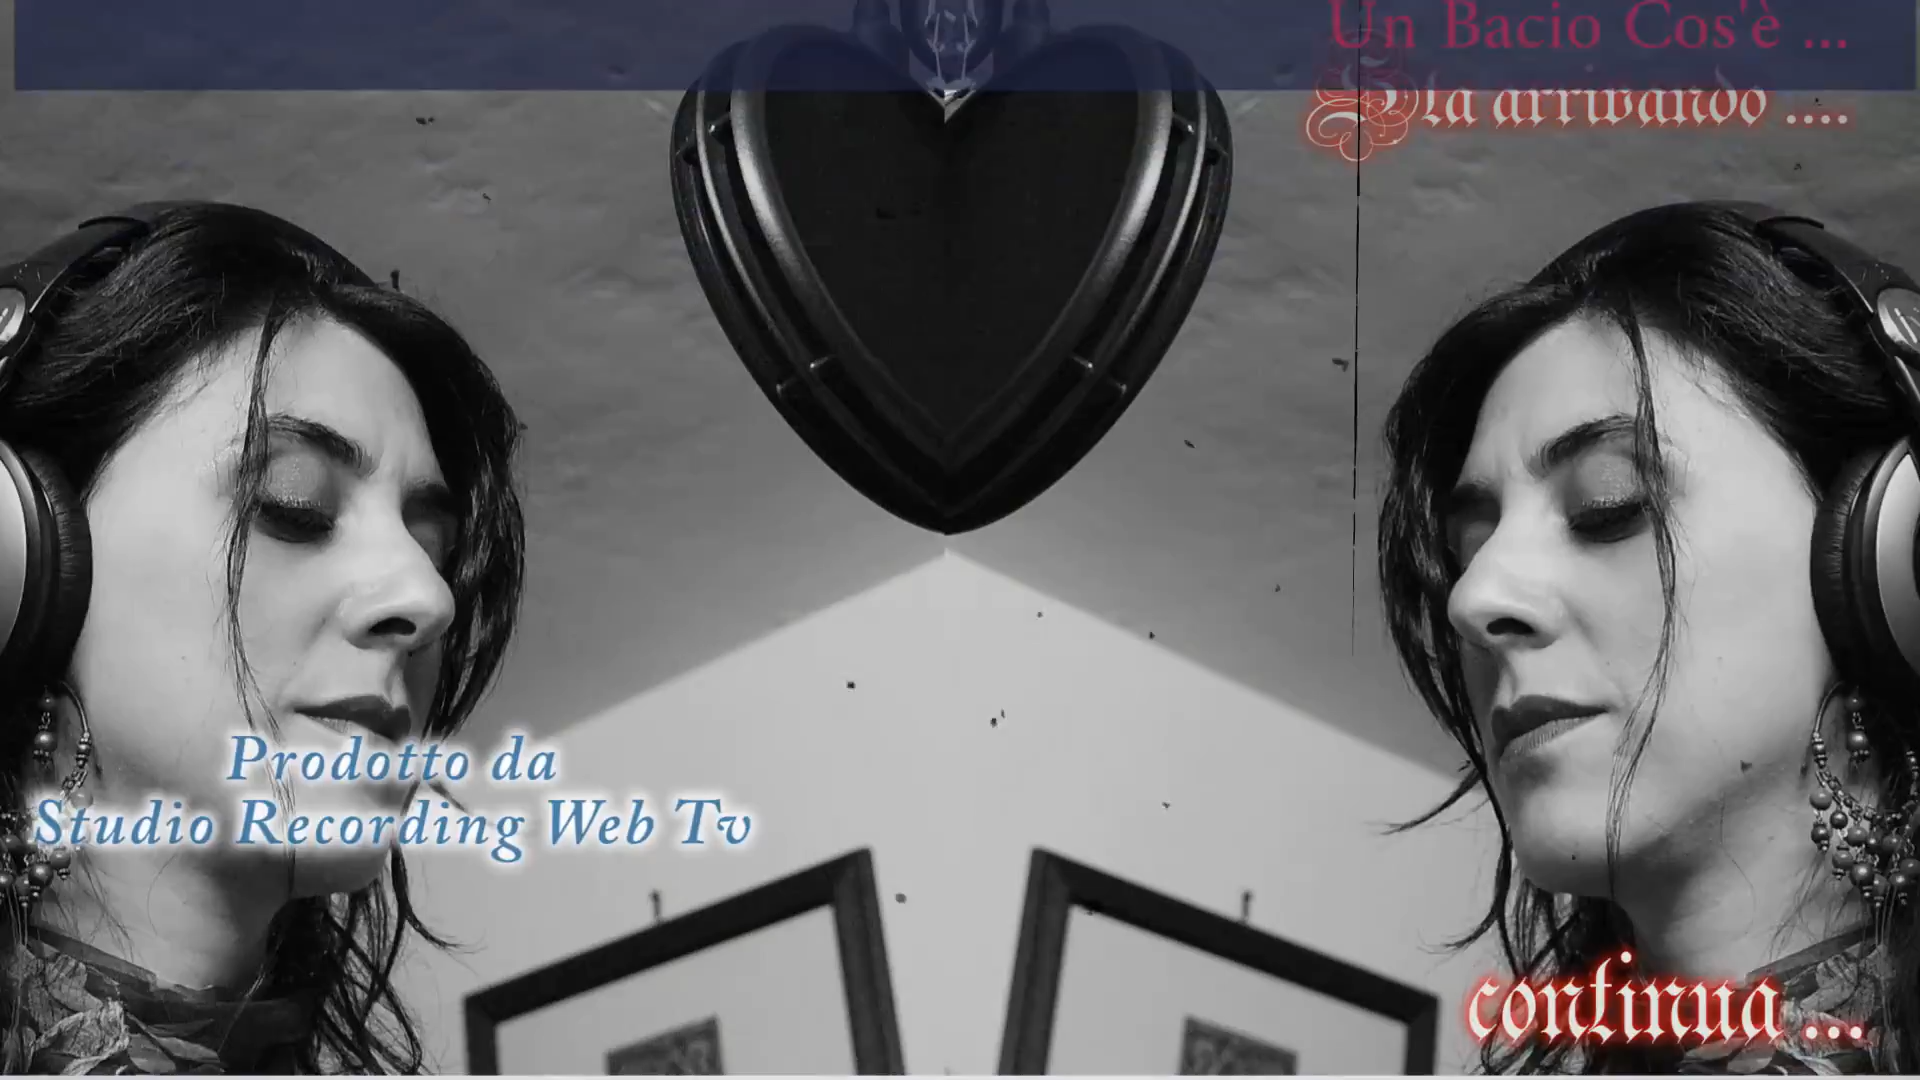 Un Bacio Cos'è ...
Sta arrivando ....
Prodotto da
Studio Recording Web Tv
continua ...